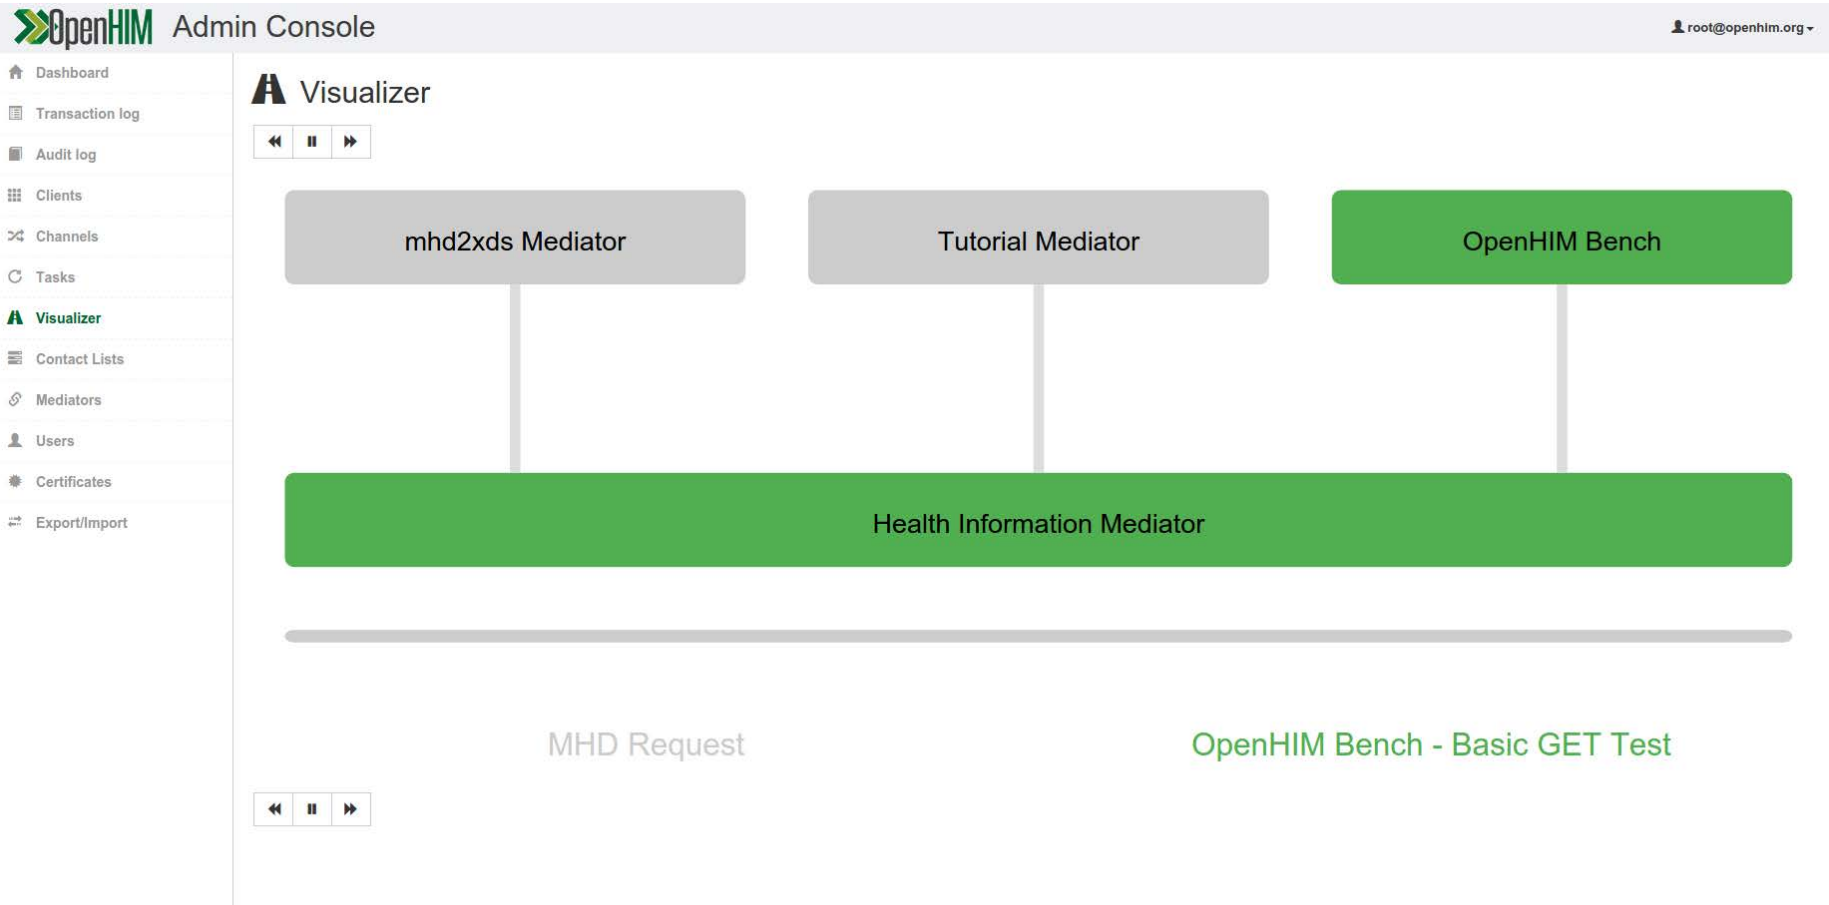 OpenHIM Admin Console
root@openhim.org
Dashboard
Transaction log
Audit log
Clients
Channels
Tasks
Visualizer
Contact Lists
Mediators
Users
Certificates
Export/Import
Visualizer
mhd2xds Mediator
Tutorial Mediator
OpenHIM Bench
Health Information Mediator
MHD Request
OpenHIM Bench - Basic GET Test